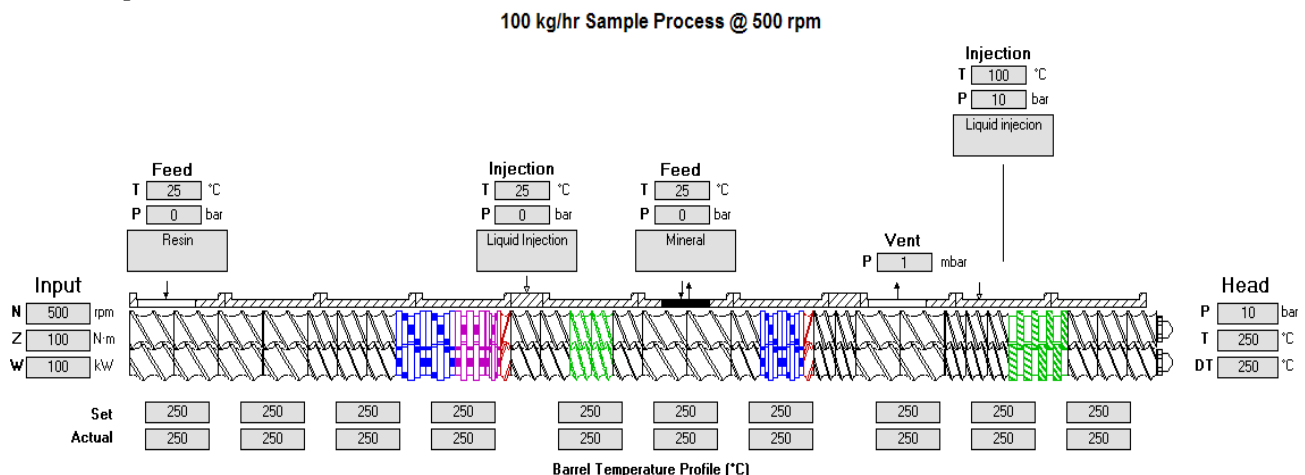 100 kg/hr Sample Process @ 500 rpm
Injection
T 100 °C
P 10 bar
Liquid injecion
Feed
T 25 °C
P 0 bar
Resin
Injection
T 25 °C
P 0 bar
Liquid Injection
Feed
T 25 °C
P 0 bar
Mineral
Vent
P 1 mbar
Input
N 500 rpm
Z 100 N·m
W 100 kW
Head
P 10 bar
T 250 °C
DT 250 °C
Set 250 250 250 250 250 250 250 250 250 250
Actual 250 250 250 250 250 250 250 250 250 250
Barrel Temperature Profile (°C)